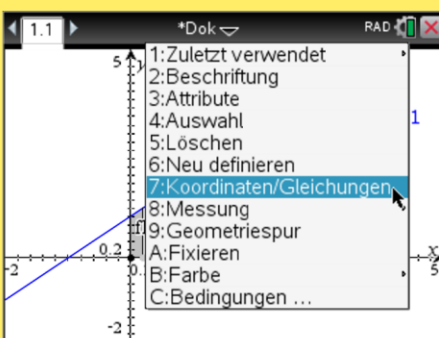 1.1 *Dok RAD
5 y
1:Zuletzt verwendet
2:Beschriftung
3:Attribute
4:Auswahl
1
5:Löschen
6:Neu definieren
7:Koordinaten/Gleichungen
8:Messung
9:Geometriespur
0.2 x
A:Fixieren
-2 5
B:Farbe
C:Bedingungen ...
-2